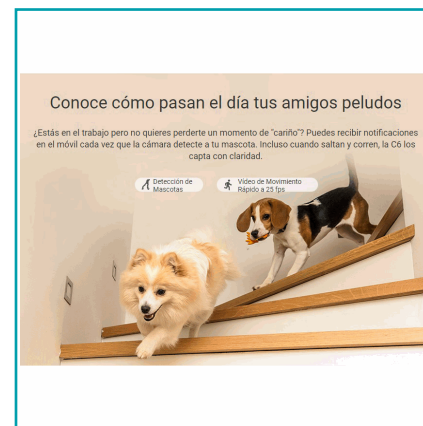 Conoce cómo pasan el día tus amigos peludos
¿Estás en el trabajo pero no quieres perderte un momento de "cariño"? Puedes recibir notificaciones
en el móvil cada vez que la cámara detecte a tu mascota. Incluso cuando saltan y corren, la C6 los
capta con claridad.
Detección de
Mascotas
Vídeo de Movimiento
Rápido a 25 fps